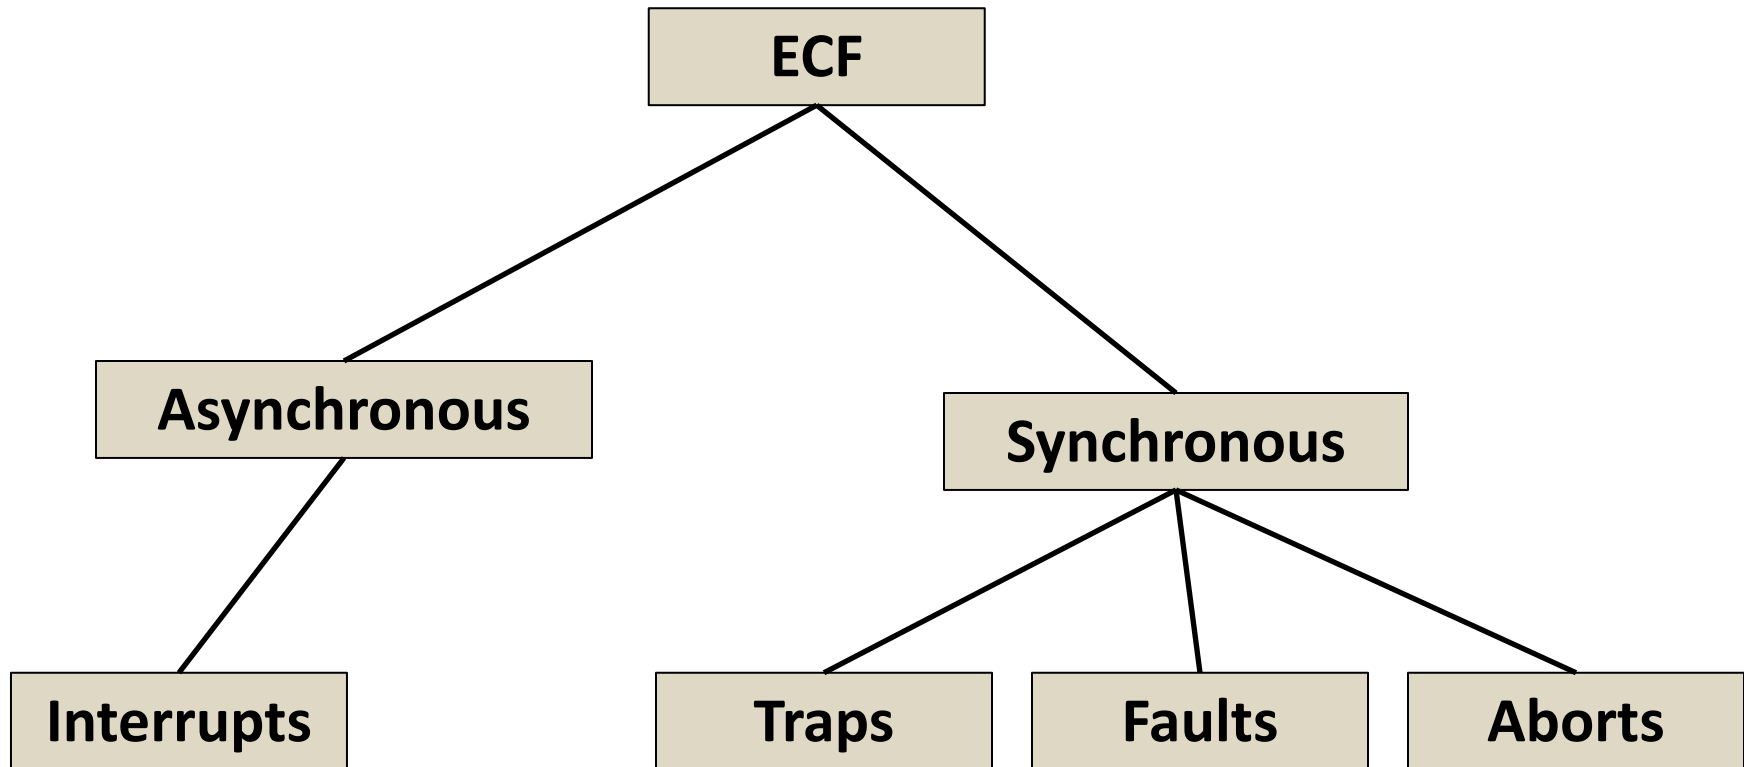 ECF
Asynchronous
Synchronous
Interrupts
Traps
Faults
Aborts